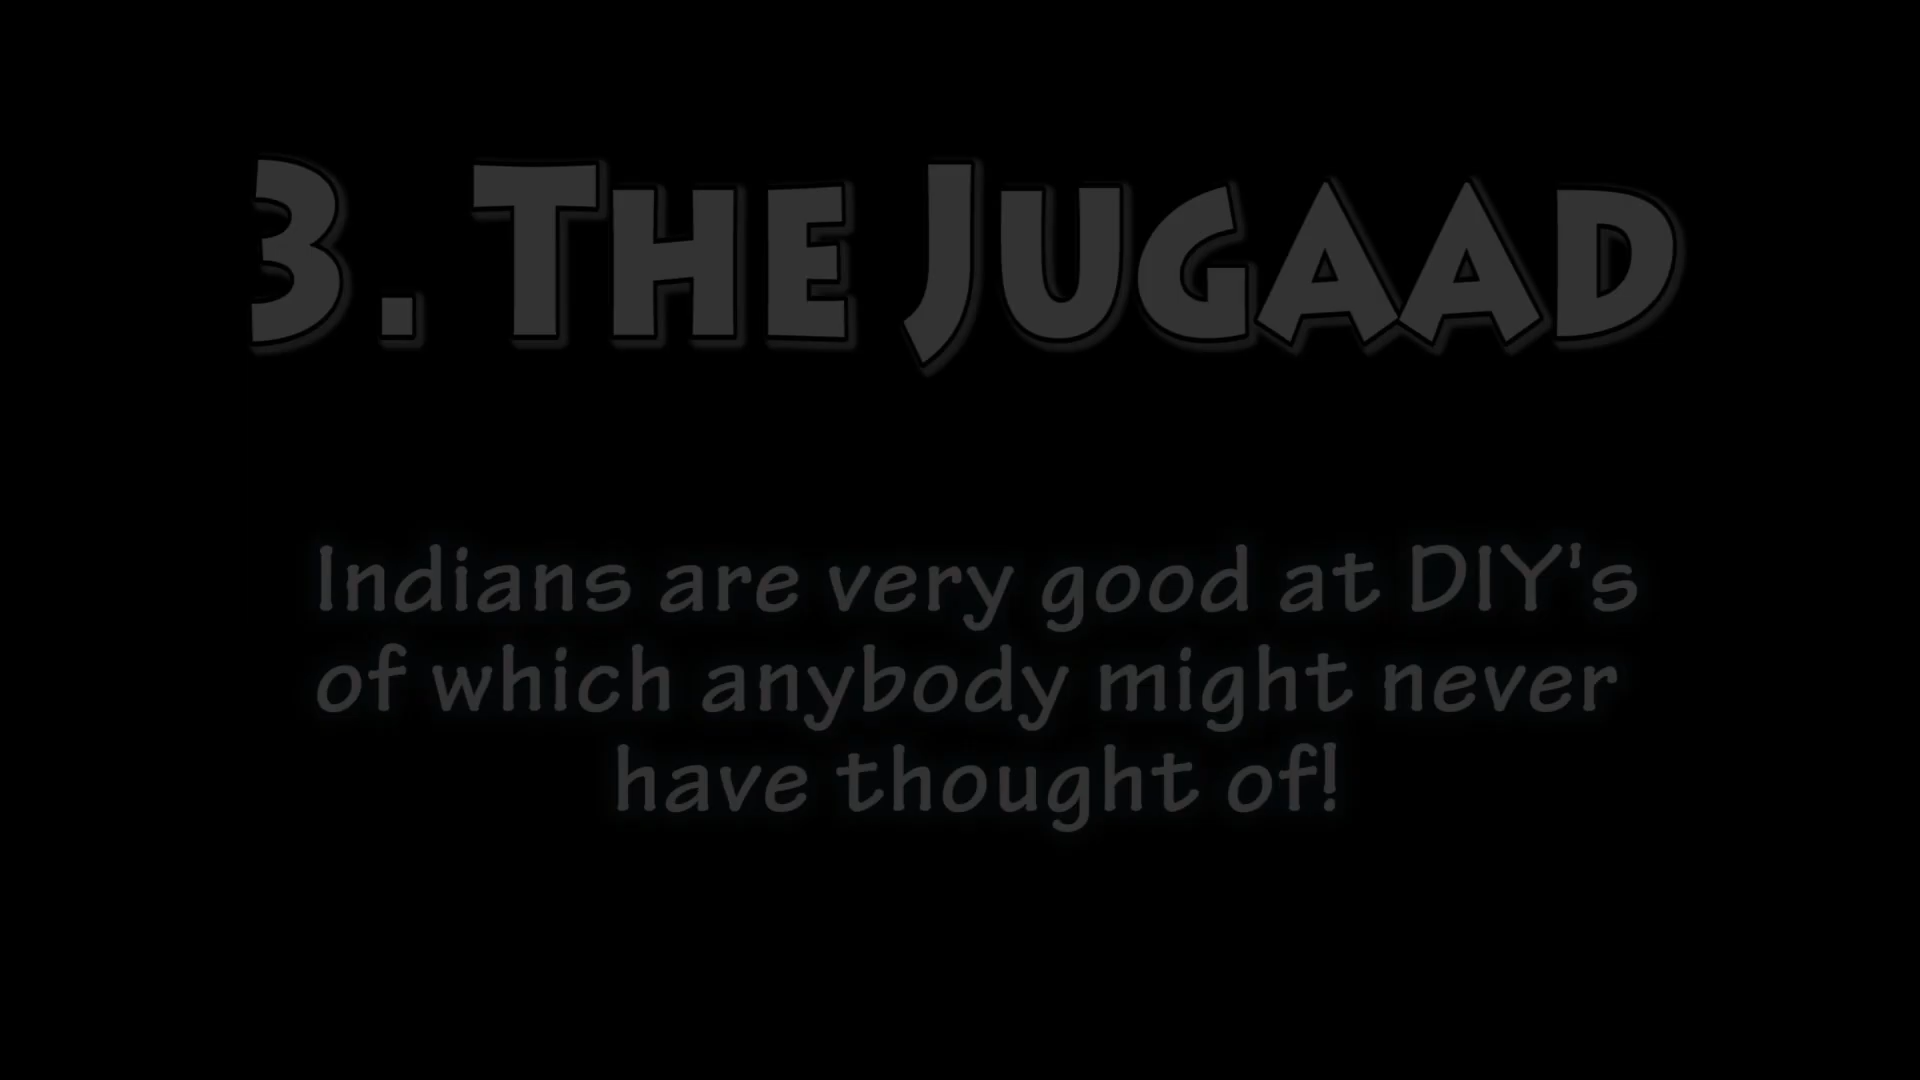 3. The Jugaad
Indians are very good at DIY's
of which anybody might never
have thought of!